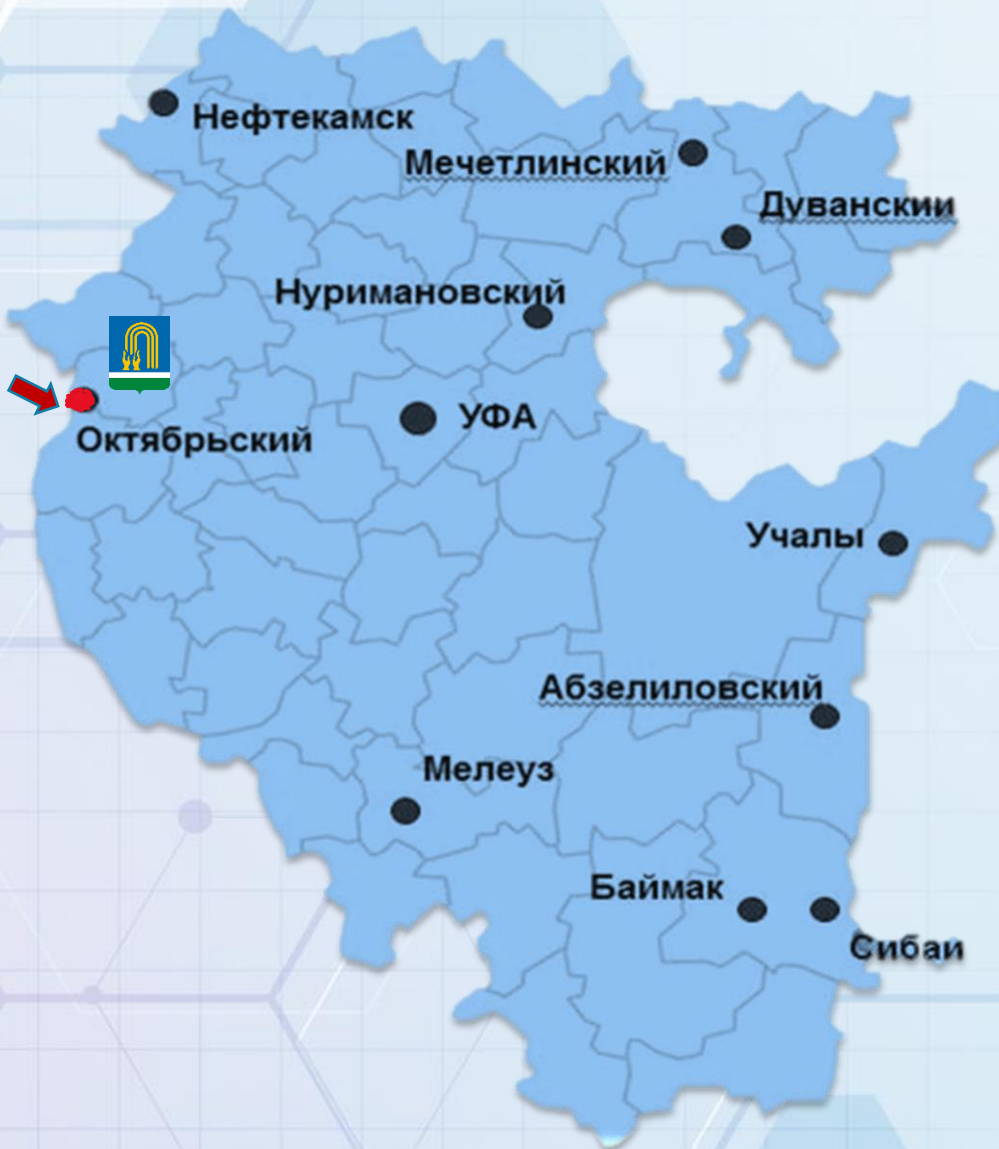 Нефтекамск
Мечетлинский
Дуванскии
Нуримановский
Октябрьский
УФА
Учалы
Абзелиловский
Мелеуз
Баймак
Сибаи